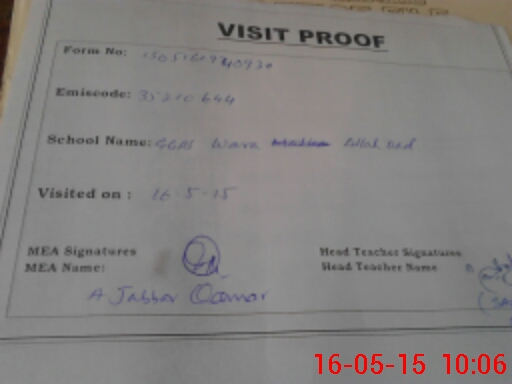 VISIT PROOF
Form No:
Emiscode: 35210644
School Name: GGPS Wara Allah Dad
Visited on : 16-5-15
MEA Signatures
Head Teacher Signatures
MEA Name:
Head Teacher Name
A Jabbar Qamar
16-05-15 10:06